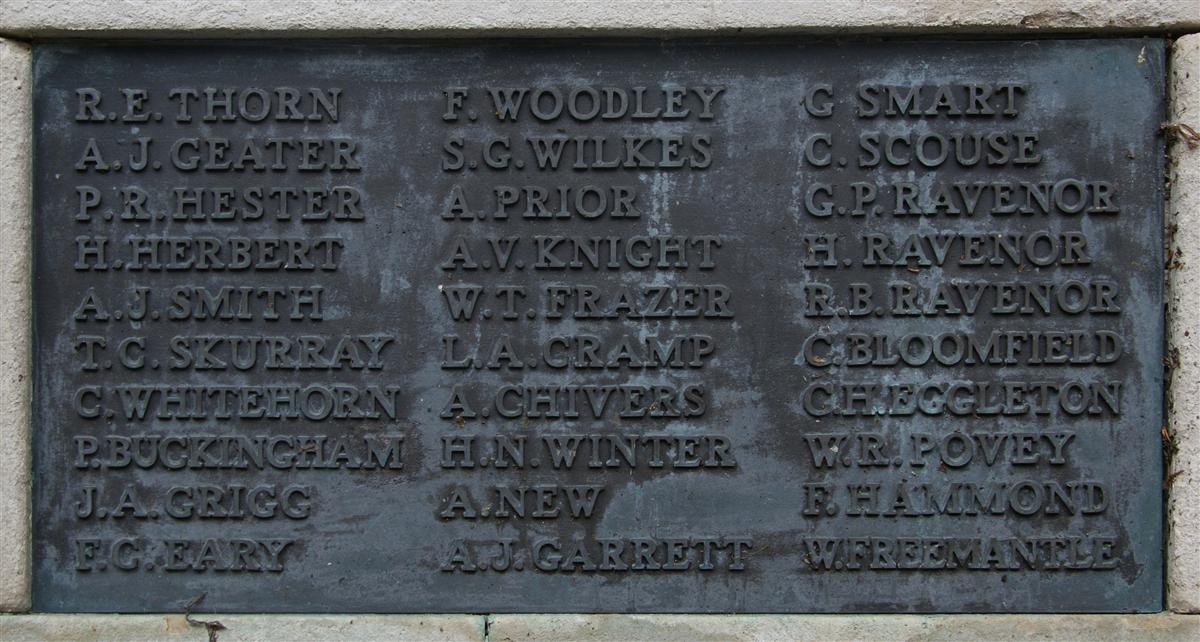 R.E. THORN
A.J. GEATER
P.R. HESTER
H. HERBERT
A.J. SMITH
T.C. SKURRAY
C. WHITEHORN
P. BUCKINGHAM
J.A. GRIGG
F.G. EARY
F. WOODLEY
S.G. WILKES
A. PRIOR
A.V. KNIGHT
W.T. FRAZER
L.A. CRAMP
A. CHIVERS
H.N. WINTER
A. NEW
A.J. GARRETT
G SMART
C. SCOUSE
G.P. RAVENOR
H. RAVENOR
R.B. RAVENOR
C. BLOOMFIELD
C.H. EGGLETON
W.R. POVEY
F. HAMMOND
W. FREEMANTLE